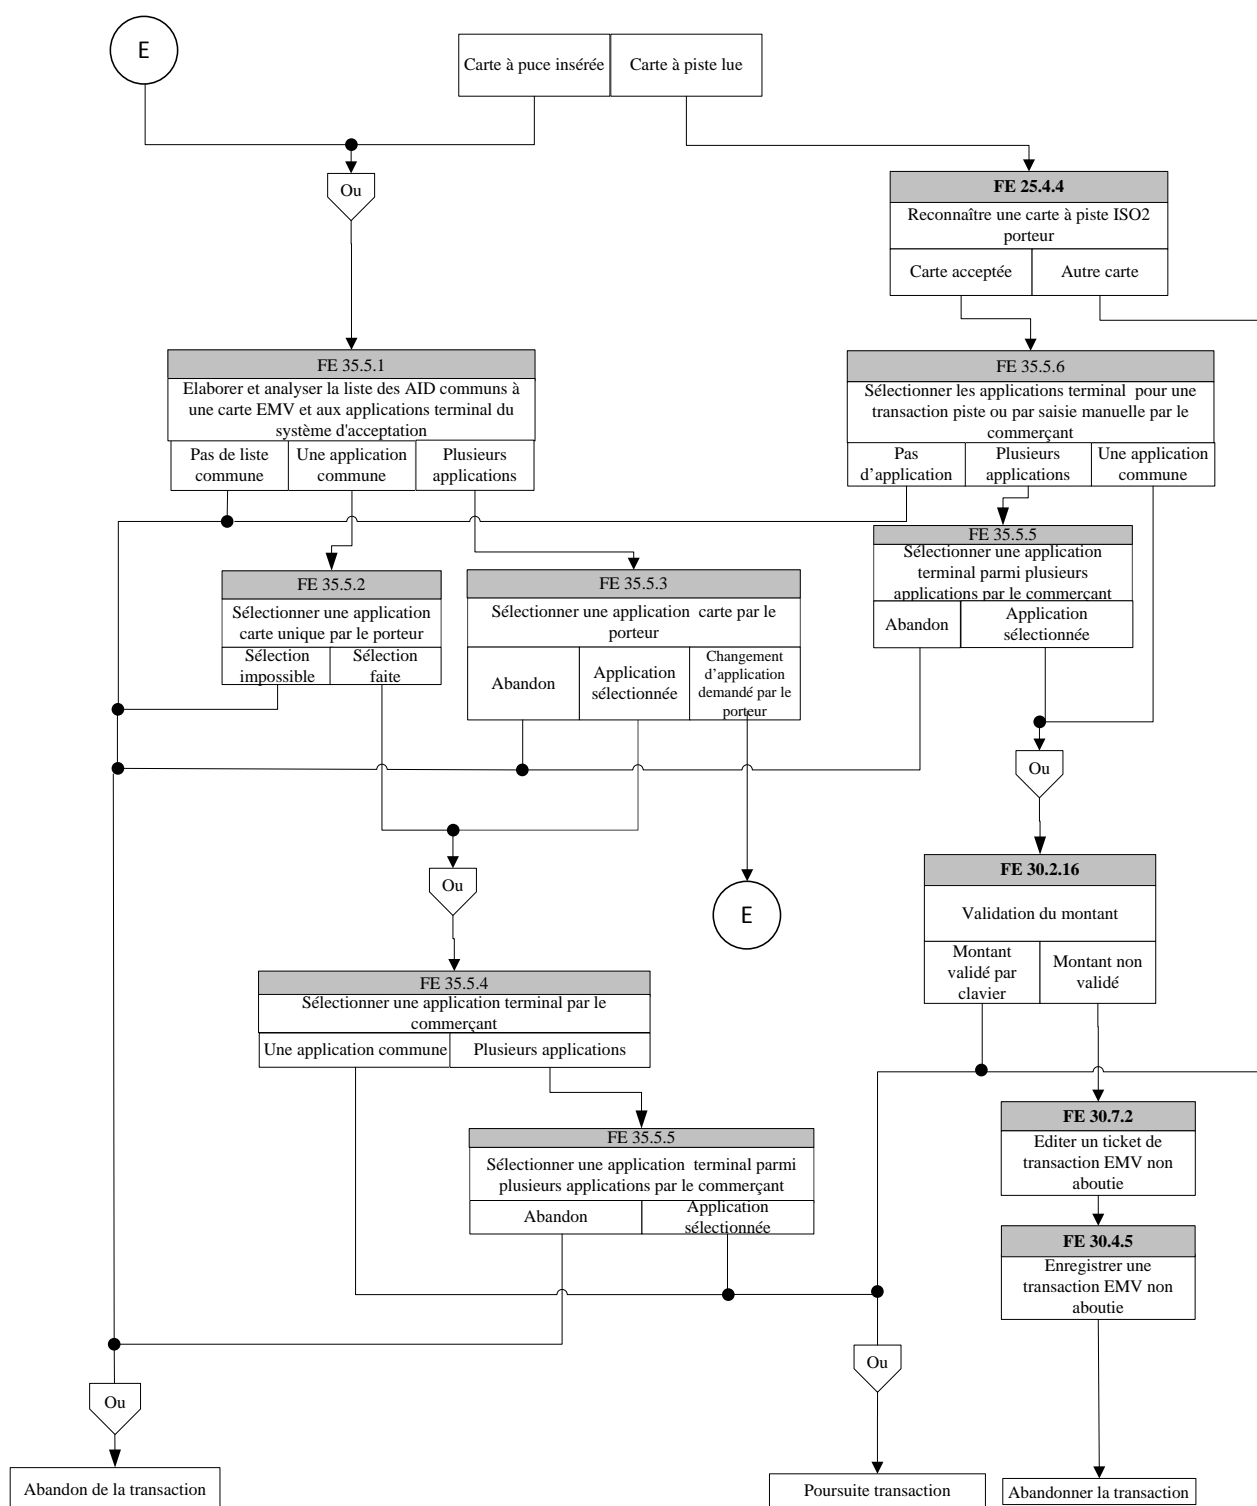 E
Carte à puce insérée
Carte à piste lue
Ou
FE 25.4.4
Reconnaître une carte à piste ISO2
porteur
Carte acceptée
Autre carte
FE 35.5.1
Elaborer et analyser la liste des AID communs à
une carte EMV et aux applications terminal du
système d'acceptation
Pas de liste
commune
Une application
commune
Plusieurs
applications
FE 35.5.6
Sélectionner les applications terminal pour une
transaction piste ou par saisie manuelle par le
commerçant
Pas
d’application
Plusieurs
applications
Une application
commune
FE 35.5.5
Sélectionner une application
terminal parmi plusieurs
applications par le commerçant
Abandon
Application
sélectionnée
FE 35.5.2
Sélectionner une application
carte unique par le porteur
Sélection
impossible
Sélection
faite
FE 35.5.3
Sélectionner une application carte par le
porteur
Abandon
Application
sélectionnée
Changement
d’application
demandé par le
porteur
Ou
Ou
E
FE 30.2.16
Validation du montant
Montant
validé par
clavier
Montant non
validé
FE 35.5.4
Sélectionner une application terminal par le
commerçant
Une application commune
Plusieurs applications
FE 35.5.5
Sélectionner une application terminal parmi
plusieurs applications par le commerçant
Abandon
Application
sélectionnée
FE 30.7.2
Editer un ticket de
transaction EMV non
aboutie
FE 30.4.5
Enregistrer une
transaction EMV non
aboutie
Ou
Ou
Abandon de la transaction
Poursuite transaction
Abandonner la transaction